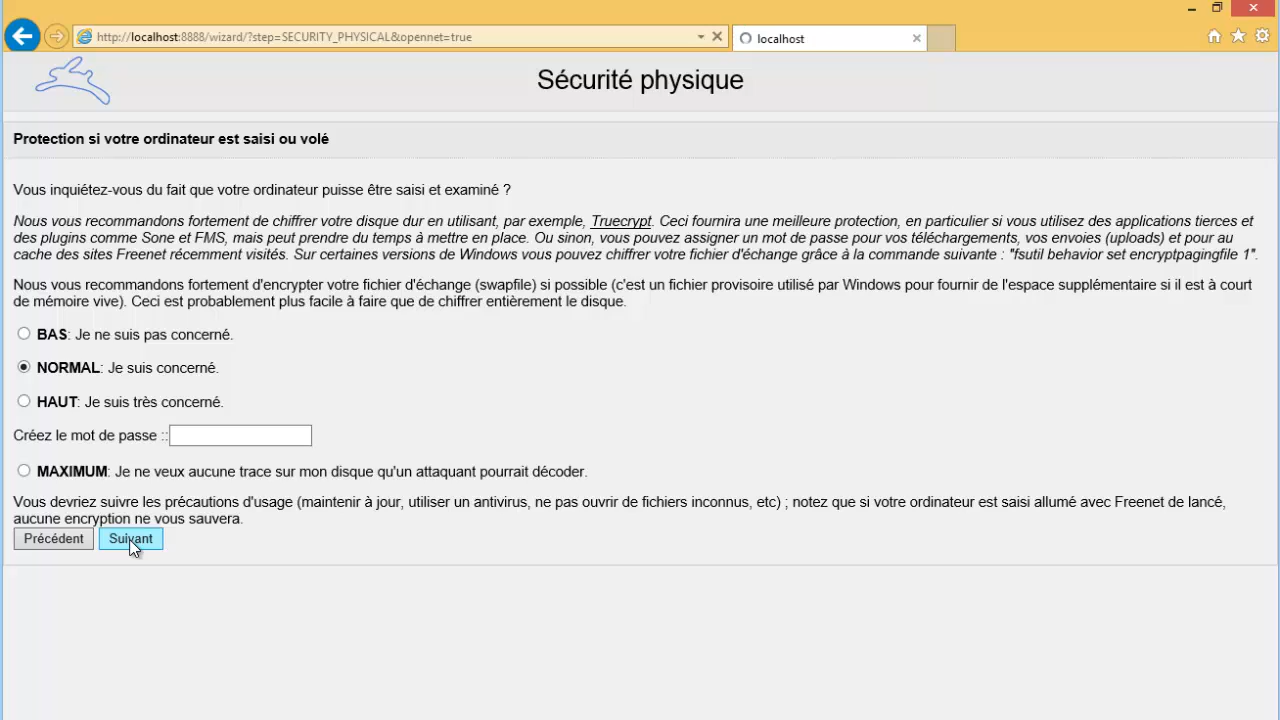 http://localhost:8888/wizard/?step=SECURITY_PHYSICAL&opennet=true
localhost
Sécurité physique
Protection si votre ordinateur est saisi ou volé
Vous inquiétez-vous du fait que votre ordinateur puisse être saisi et examiné ?
Nous vous recommandons fortement de chiffrer votre disque dur en utilisant, par exemple, Truecrypt. Ceci fournira une meilleure protection, en particulier si vous utilisez des applications tierces et
des plugins comme Sone et FMS, mais peut prendre du temps à mettre en place. Ou sinon, vous pouvez assigner un mot de passe pour vos téléchargements, vos envoies (uploads) et pour au
cache des sites Freenet récemment visités. Sur certaines versions de Windows vous pouvez chiffrer votre fichier d'échange grâce à la commande suivante : "fsutil behavior set encryptpagingfile 1".
Nous vous recommandons fortement d'encrypter votre fichier d'échange (swapfile) si possible (c'est un fichier provisoire utilisé par Windows pour fournir de l'espace supplémentaire si il est à court
de mémoire vive). Ceci est probablement plus facile à faire que de chiffrer entièrement le disque.
BAS: Je ne suis pas concerné.
NORMAL: Je suis concerné.
HAUT: Je suis très concerné.
Créez le mot de passe ::
MAXIMUM: Je ne veux aucune trace sur mon disque qu'un attaquant pourrait décoder.
Vous devriez suivre les précautions d'usage (maintenir à jour, utiliser un antivirus, ne pas ouvrir de fichiers inconnus, etc) ; notez que si votre ordinateur est saisi allumé avec Freenet de lancé,
aucune encryption ne vous sauvera.
Précédent Suivant